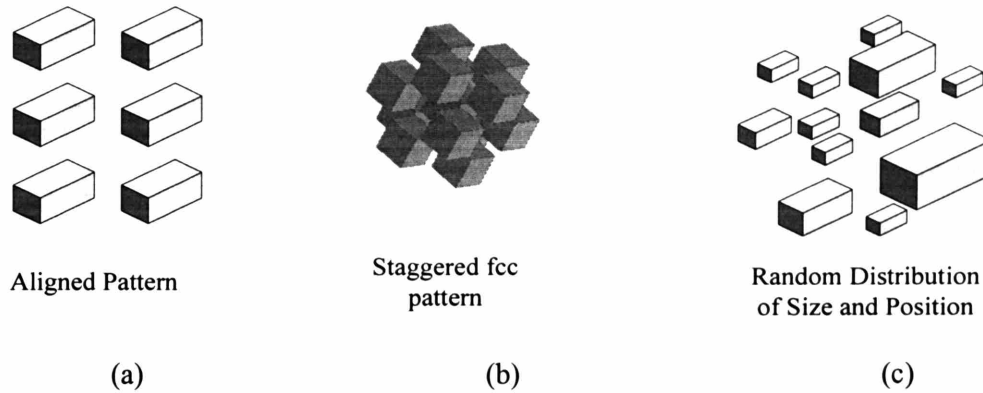 Aligned Pattern
Staggered fcc
pattern
Random Distribution
of Size and Position
(a)
(b)
(c)